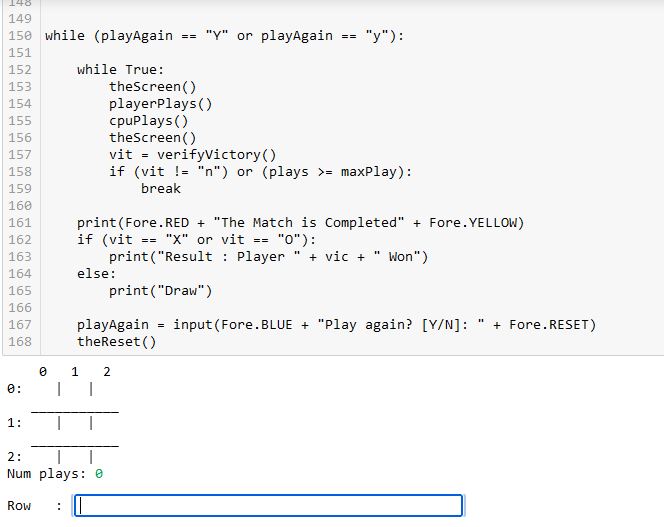 148
149
150 while (playAgain == "Y" or playAgain == "y"):
151
152     while True:
153         theScreen()
154         playerPlays()
155         cpuPlays()
156         theScreen()
157         vit = verifyVictory()
158         if (vit != "n") or (plays >= maxPlay):
159             break
160
161     print(Fore.RED + "The Match is Completed" + Fore.YELLOW)
162     if (vit == "X" or vit == "O"):
163         print("Result : Player " + vic + " Won")
164     else:
165         print("Draw")
166
167     playAgain = input(Fore.BLUE + "Play again? [Y/N]: " + Fore.RESET)
168     theReset()
    0   1   2
0:    |   |
   ___________
1:    |   |
   ___________
2:    |   |
Num plays: 0
Row   :